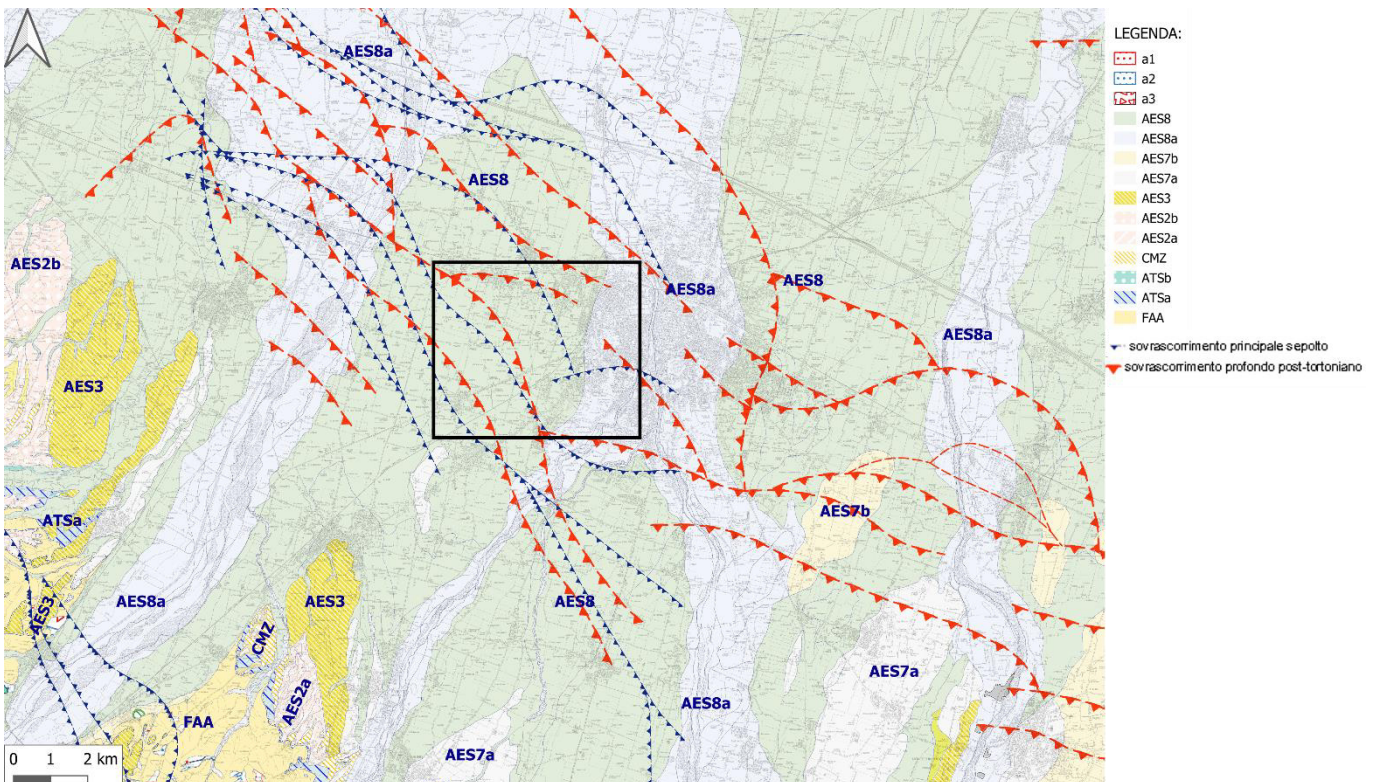 AES8a
AES8
AES2b
AES8a
AES8
AES8a
AES3
AES7b
ATSa
AES3
AES8a
AES3
AES8
CMZ
AES7a
AES2a
FAA
AES8a
AES7a
0 1 2 km
LEGENDA:
a1
a2
a3
AES8
AES8a
AES7b
AES7a
AES3
AES2b
AES2a
CMZ
ATSb
ATSa
FAA
sovrascorrimento principale sepolto
sovrascorrimento profondo post-tortoniano